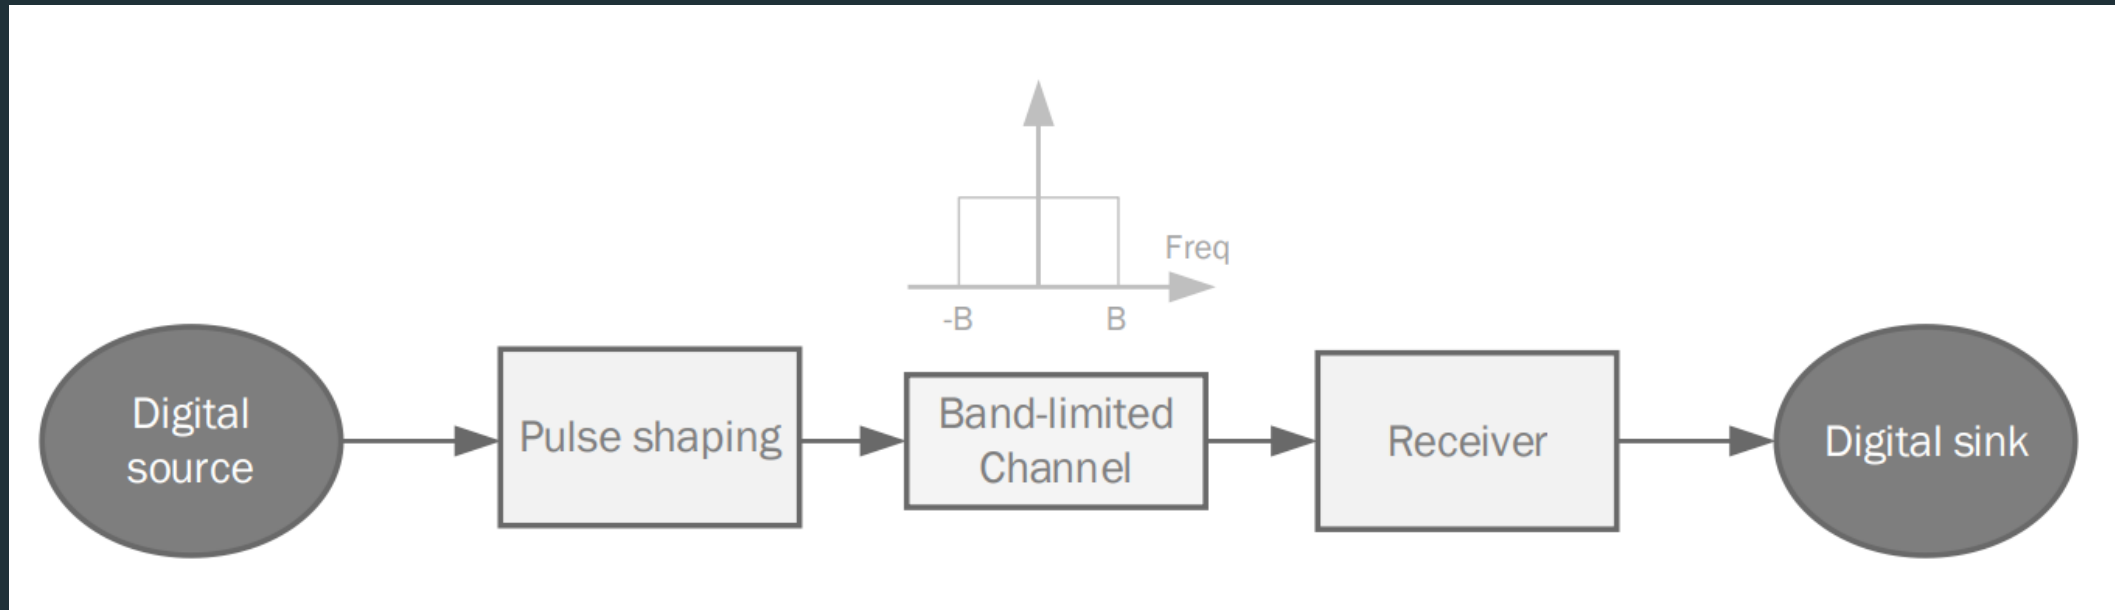 Freq
-B
B
Digital
source
Pulse shaping
Band-limited
Channel
Receiver
Digital sink